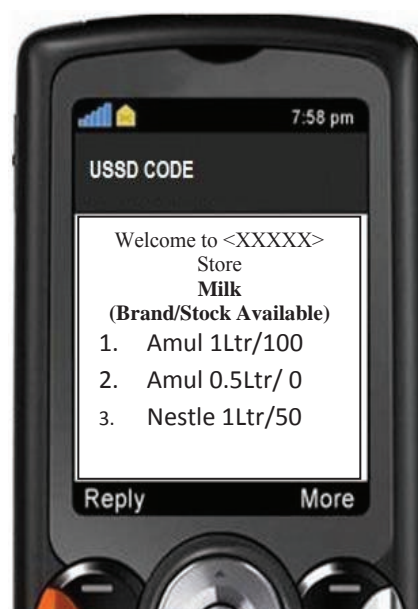 7:58 pm
USSD CODE
Welcome to <XXXXX>
Store
Milk
(Brand/Stock Available)
1. Amul 1Ltr/100
2. Amul 0.5Ltr/ 0
3. Nestle 1Ltr/50
Reply More